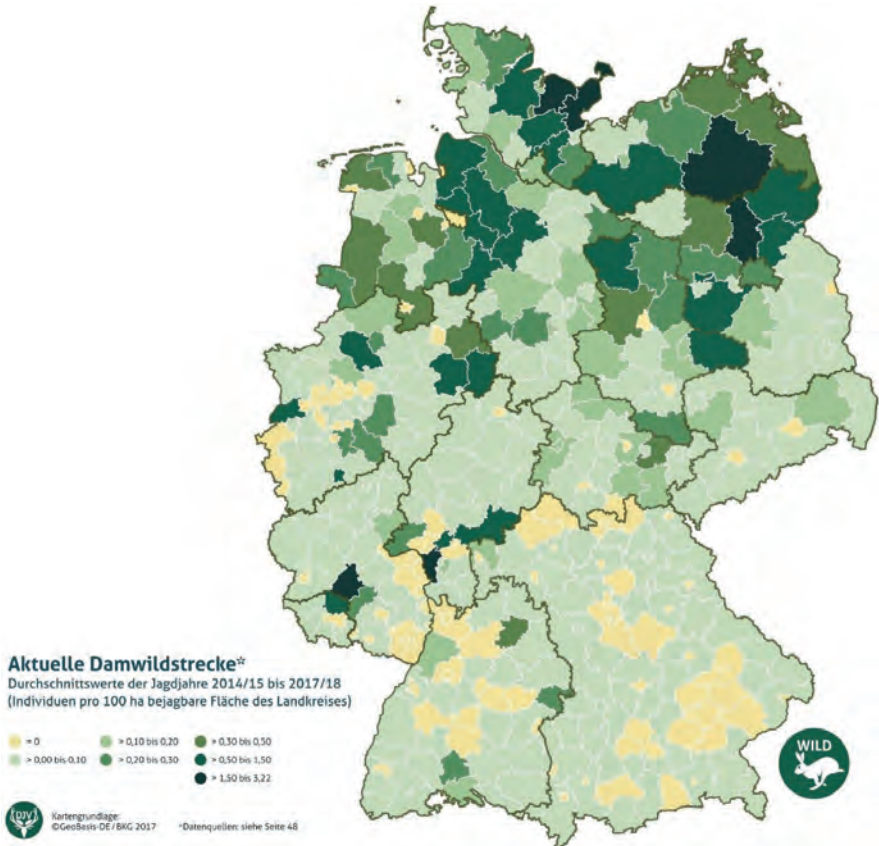 Aktuelle Damwildstrecke*
Durchschnittswerte der Jagdjahre 2014/15 bis 2017/18
(Individuen pro 100 ha bejagbare Fläche des Landkreises)
= 0
> 0,00 bis 0,10
> 0,10 bis 0,20
> 0,20 bis 0,30
> 0,30 bis 0,50
> 0,50 bis 1,50
> 1,50 bis 3,22
WILD
DJV
Kartengrundlage:
©GeoBasis-DE / BKG 2017
*Datenquellen: siehe Seite 48